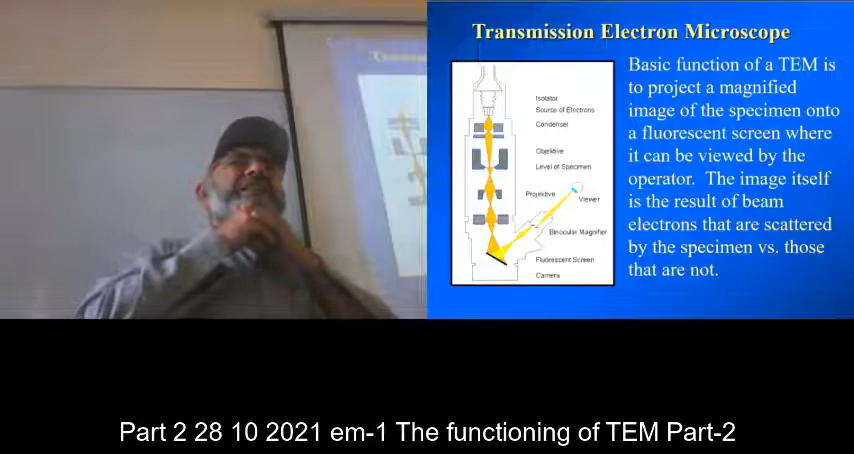 Transmission Electron Microscope
Isolator
Source of Electrons
Condenser
Objektive
Level of Specimen
Projektive
Viewer
Binocular Magnifier
Fluorescent Screen
Camera
Basic function of a TEM is
to project a magnified
image of the specimen onto
a fluorescent screen where
it can be viewed by the
operator. The image itself
is the result of beam
electrons that are scattered
by the specimen vs. those
that are not.
Part 2 28 10 2021 em-1 The functioning of TEM Part-2